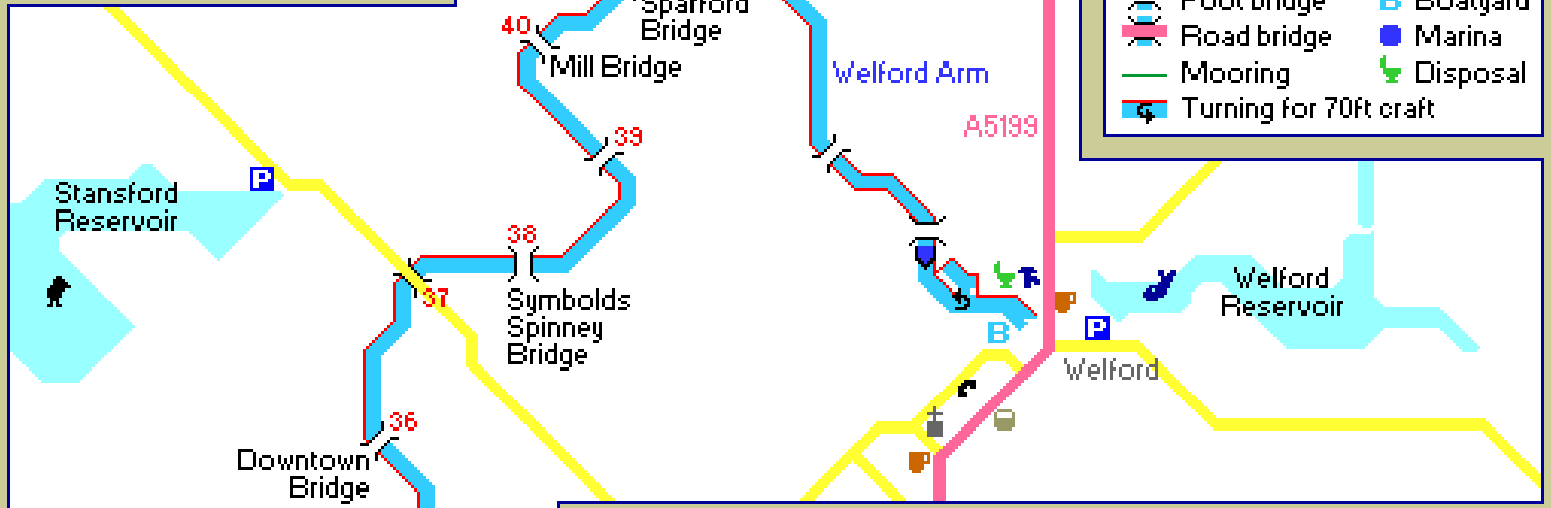 Sparford
Bridge
40
Mill Bridge
39
Stansford
Reservoir
P
38
37
Symbolds
Spinney
Bridge
36
Downtown
Bridge
Welford Arm
A5199
B
P
Welford
Reservoir
Welford
Foot bridge
B Boatyard
Road bridge
Marina
Mooring
Disposal
Turning for 70ft craft